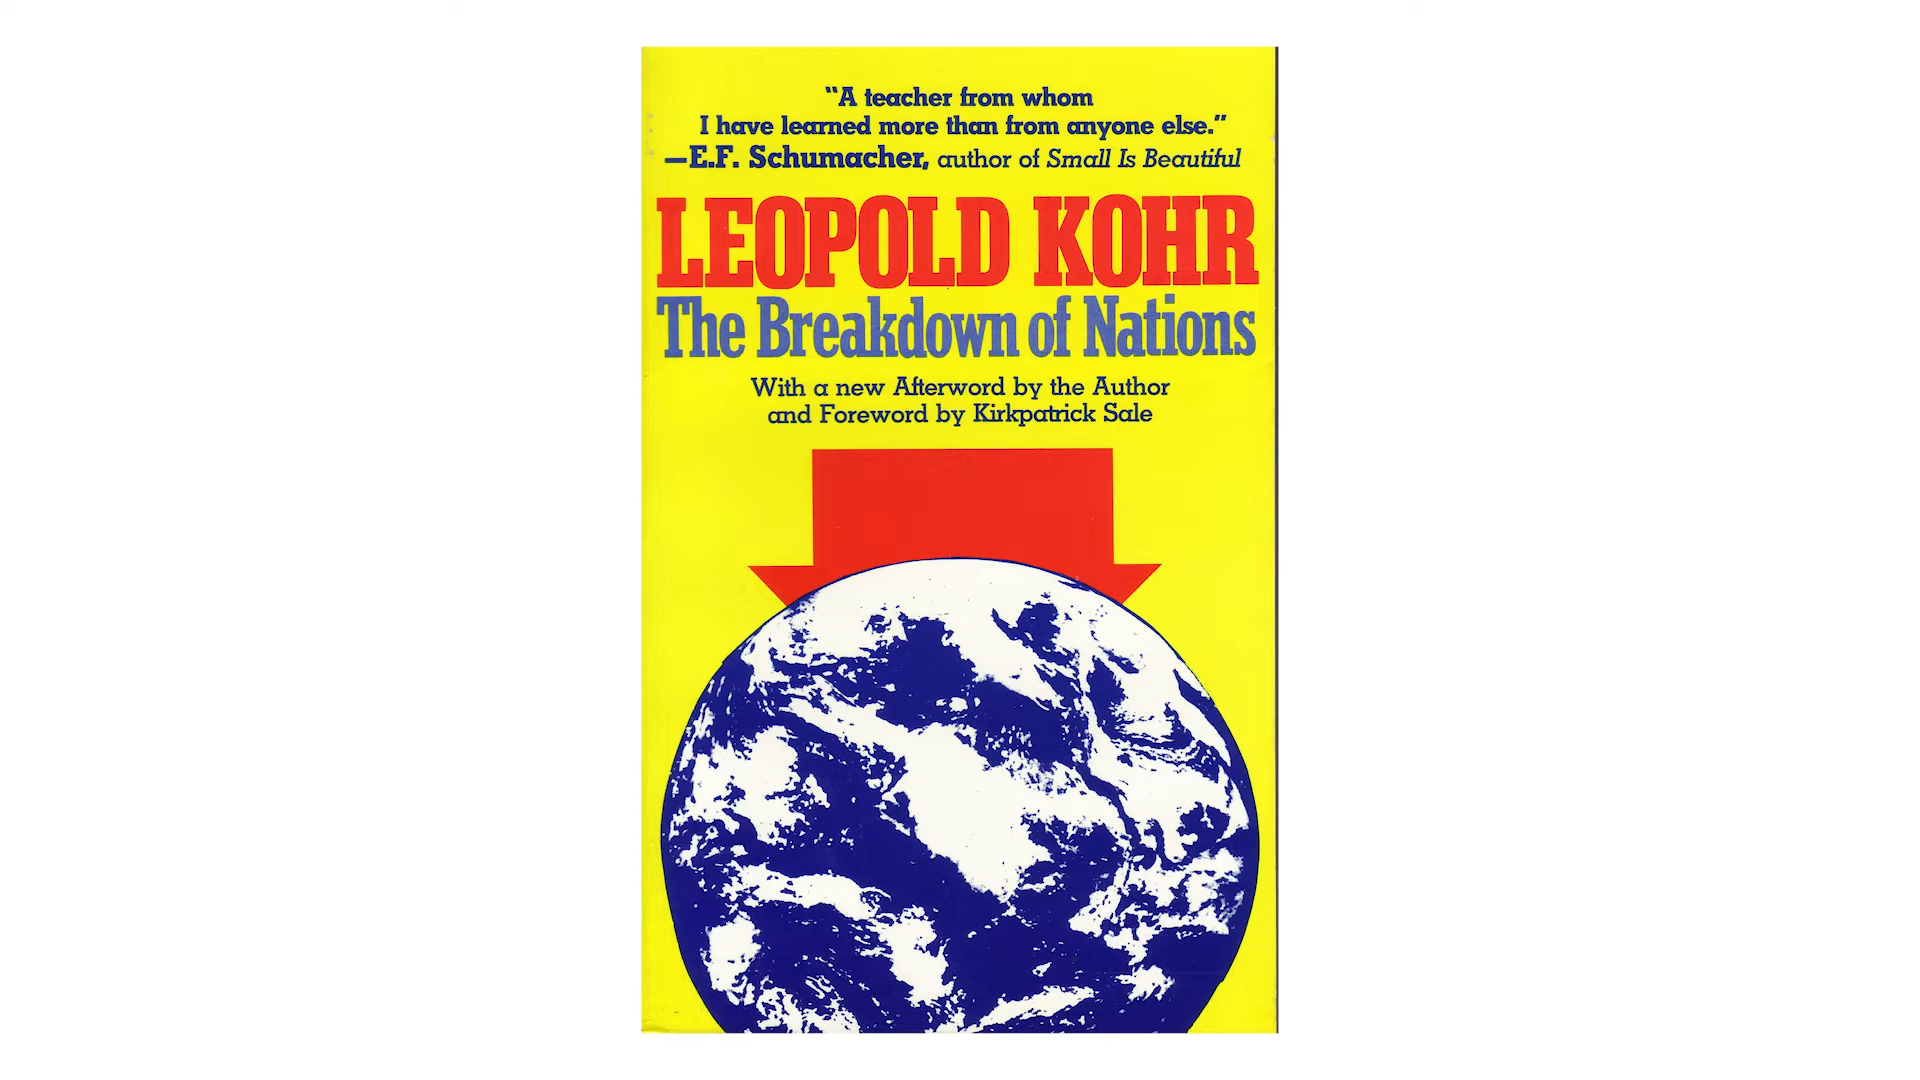 “A teacher from whom
I have learned more than from anyone else.”
—E.F. Schumacher, author of Small Is Beautiful
LEOPOLD KOHR
The Breakdown of Nations
With a new Afterword by the Author
and Foreword by Kirkpatrick Sale